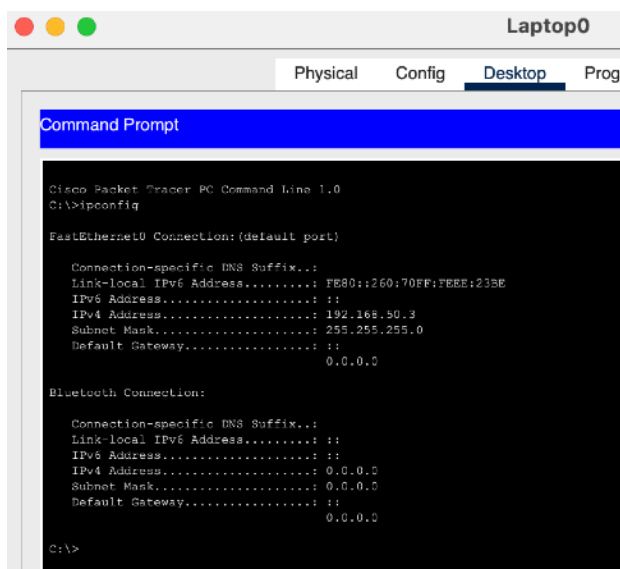 Laptop0
Physical Config Desktop Prog
Command Prompt
Cisco Packet Tracer PC Command Line 1.0
C:\>ipconfig
FastEthernet0 Connection:(default port)
Connection-specific DNS Suffix..:
Link-local IPv6 Address.........: FE80::260:70FF:FEEE:23BE
IPv6 Address....................: ::
IPv4 Address....................: 192.168.50.3
Subnet Mask.....................: 255.255.255.0
Default Gateway.................: ::
0.0.0.0
Bluetooth Connection:
Connection-specific DNS Suffix..:
Link-local IPv6 Address.........: ::
IPv6 Address....................: ::
IPv4 Address....................: 0.0.0.0
Subnet Mask.....................: 0.0.0.0
Default Gateway.................: ::
0.0.0.0
C:\>